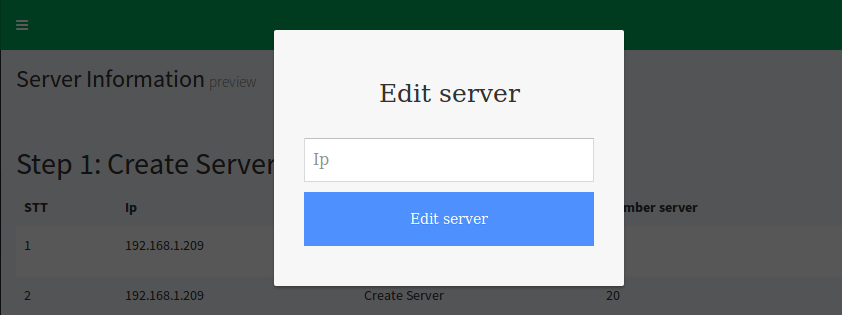 Server Information preview
Edit server
Ip
Edit server
Step 1: Create Server
STT Ip mber server
1 192.168.1.209
2 192.168.1.209 Create Server 20